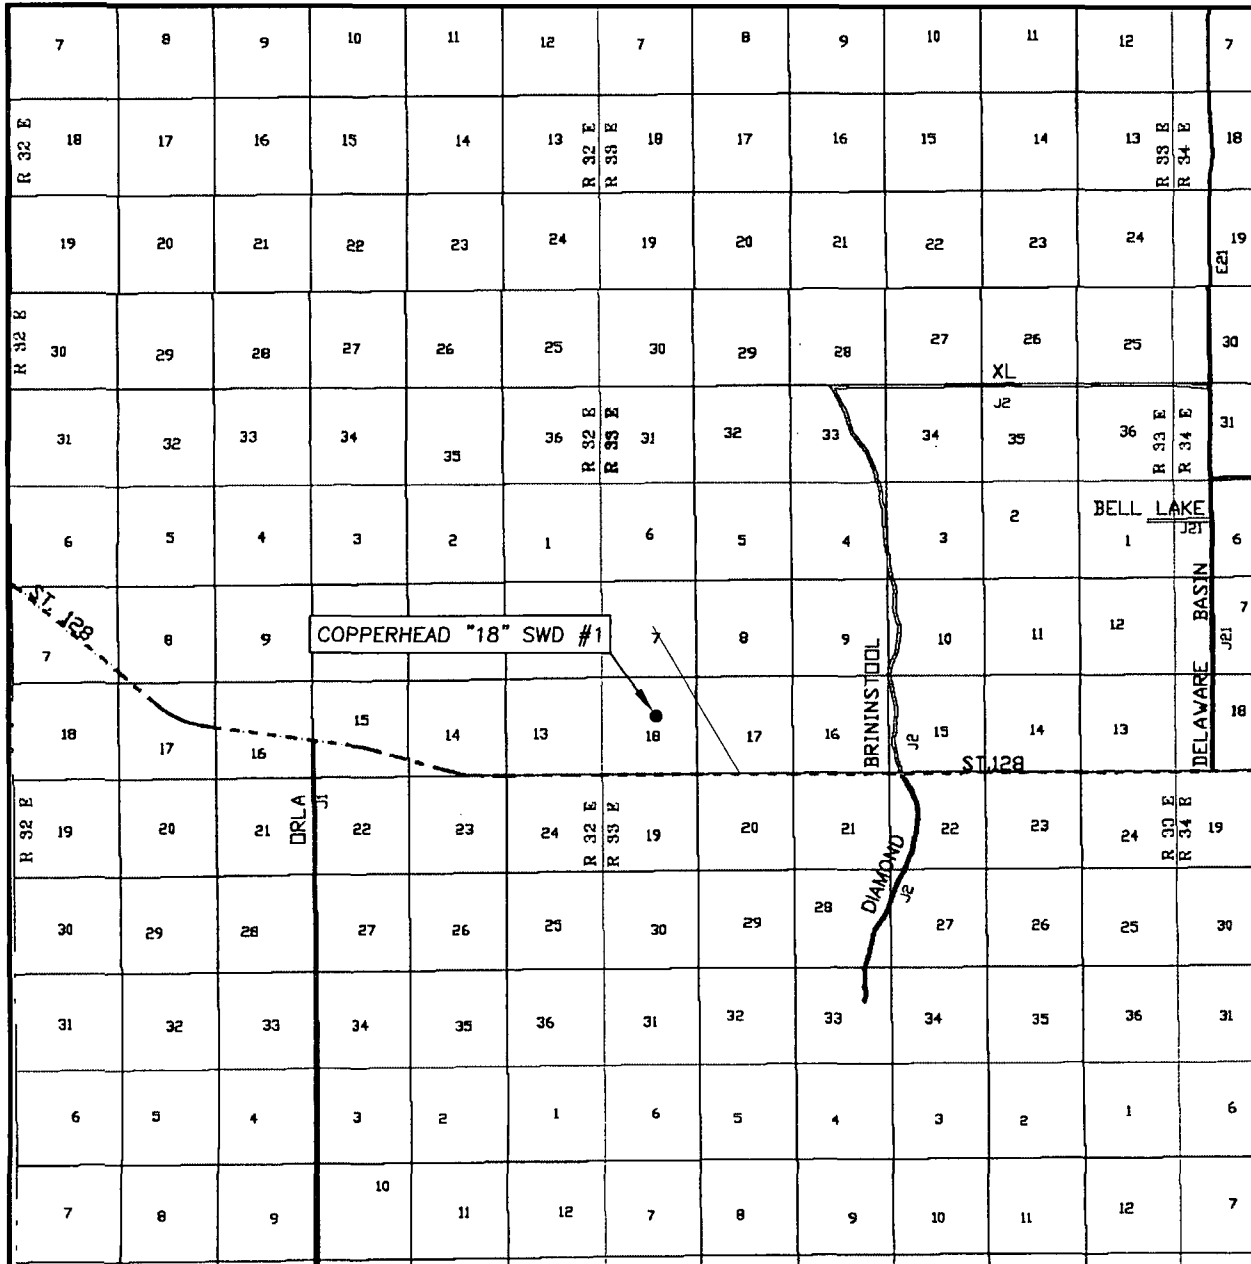 7 8 9 10 11 12 7 8 9 10 11 12 7
R 32 E 18 17 16 15 14 13 R 32 E R 33 E 18 17 16 15 14 13 R 33 E R 34 E 18
19 20 21 22 23 24 19 20 21 22 23 24 E21 19
R 32 E 30 29 28 27 26 25 30 29 28 27 26 25 30
XL
J2
31 32 33 34 35 36 R 32 E R 33 E 31 32 33 34 35 36 R 33 E R 34 E 31
BELL LAKE
J21
6 5 4 3 2 1 6 5 4 3 2 1 6
ST. 128
COPPERHEAD "18" SWD #1
7 8 9 7 8 9 10 11 12 7
BRININSTOOL
DELAWARE BASIN
J21
18 17 16 15 14 13 18 17 16 J2 15 14 13 18
ST.128
R 32 E 19 20 21 ORLA J1 22 23 24 R 32 E R 33 E 19 20 21 22 23 24 R 33 E R 34 E 19
DIAMOND
J2
30 29 28 27 26 25 30 29 28 27 26 25 30
31 32 33 34 35 36 31 32 33 34 35 36 31
6 5 4 3 2 1 6 5 4 3 2 1 6
7 8 9 10 11 12 7 8 9 10 11 12 7